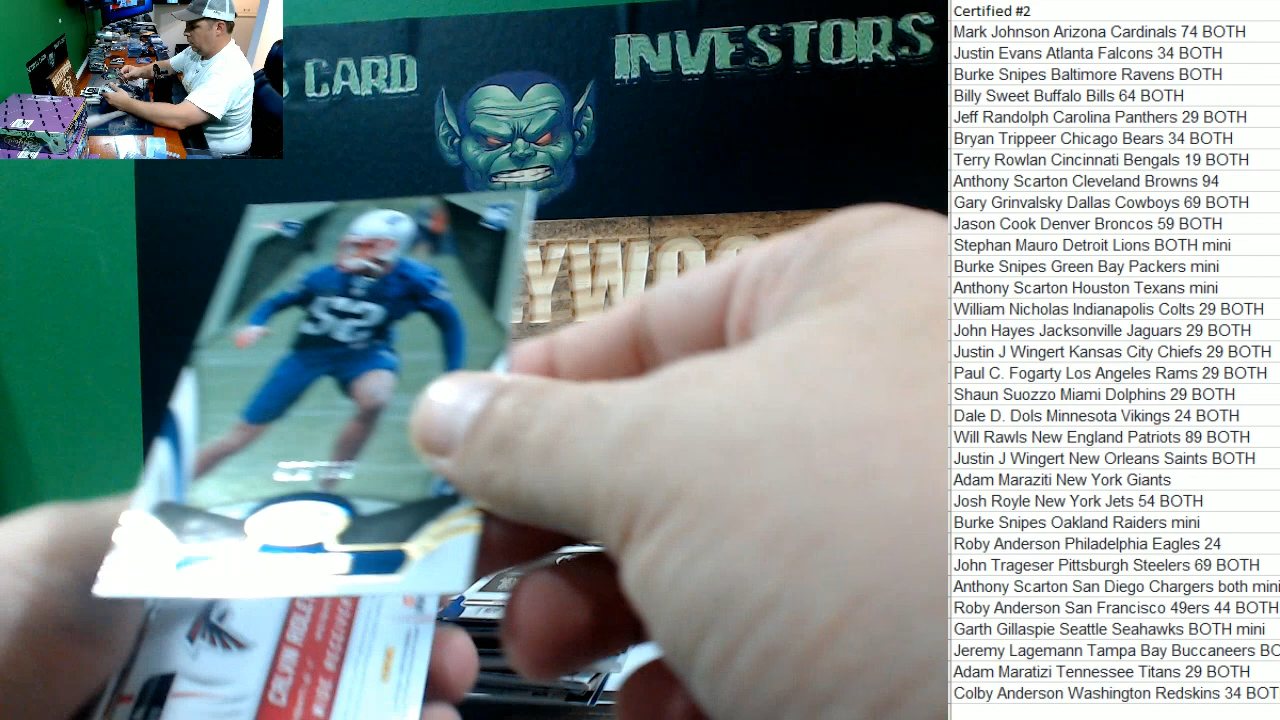 CARD
INVESTORS
YWOO
52
CALVIN RIDLEY
WIDE RECEIVER
PANINI
Certified #2
Mark Johnson Arizona Cardinals 74 BOTH
Justin Evans Atlanta Falcons 34 BOTH
Burke Snipes Baltimore Ravens BOTH
Billy Sweet Buffalo Bills 64 BOTH
Jeff Randolph Carolina Panthers 29 BOTH
Bryan Trippeer Chicago Bears 34 BOTH
Terry Rowlan Cincinnati Bengals 19 BOTH
Anthony Scarton Cleveland Browns 94
Gary Grinvalsky Dallas Cowboys 69 BOTH
Jason Cook Denver Broncos 59 BOTH
Stephan Mauro Detroit Lions BOTH mini
Burke Snipes Green Bay Packers mini
Anthony Scarton Houston Texans mini
William Nicholas Indianapolis Colts 29 BOTH
John Hayes Jacksonville Jaguars 29 BOTH
Justin J Wingert Kansas City Chiefs 29 BOTH
Paul C. Fogarty Los Angeles Rams 29 BOTH
Shaun Suozzo Miami Dolphins 29 BOTH
Dale D. Dols Minnesota Vikings 24 BOTH
Will Rawls New England Patriots 89 BOTH
Justin J Wingert New Orleans Saints BOTH
Adam Maraziti New York Giants
Josh Royle New York Jets 54 BOTH
Burke Snipes Oakland Raiders mini
Roby Anderson Philadelphia Eagles 24
John Trageser Pittsburgh Steelers 69 BOTH
Anthony Scarton San Diego Chargers both mini
Roby Anderson San Francisco 49ers 44 BOTH
Garth Gillaspie Seattle Seahawks BOTH mini
Jeremy Lagemann Tampa Bay Buccaneers BO
Adam Maratizi Tennessee Titans 29 BOTH
Colby Anderson Washington Redskins 34 BOT